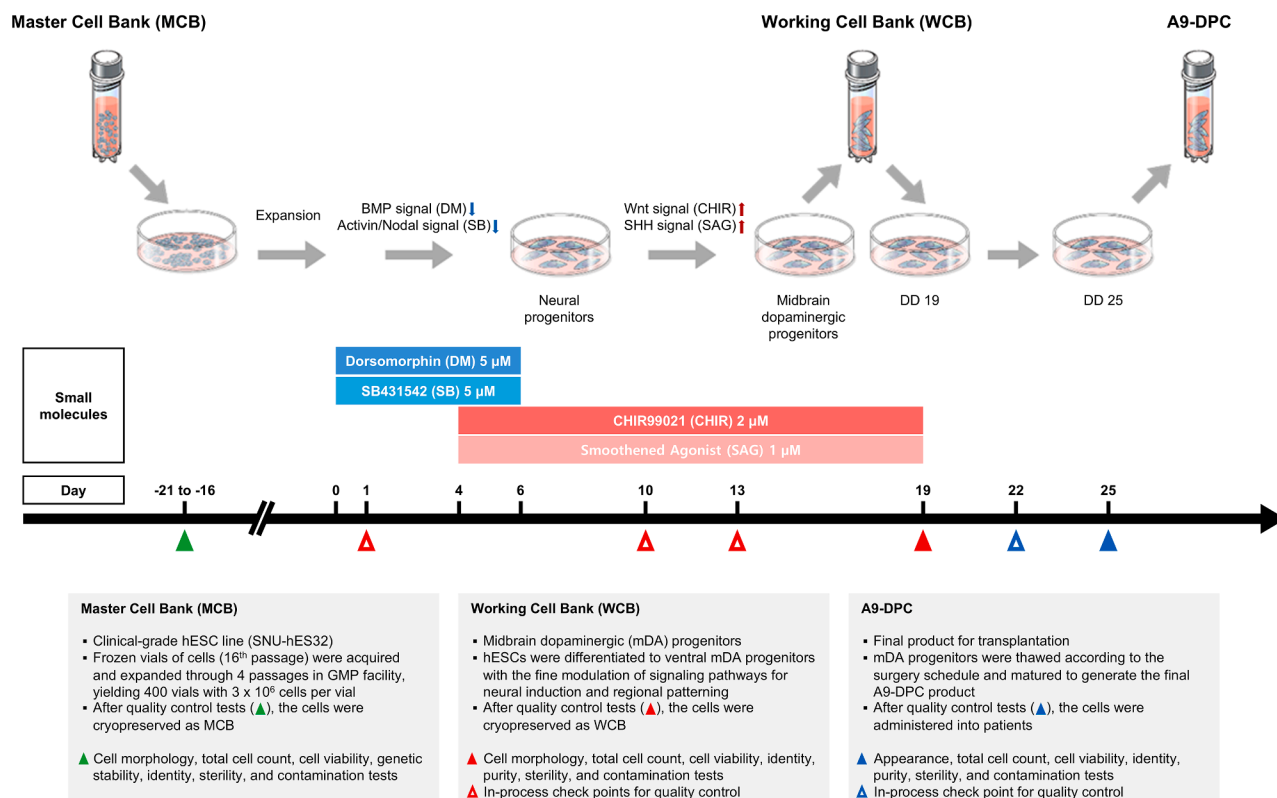 Master Cell Bank (MCB)
Working Cell Bank (WCB)
A9-DPC
Expansion
BMP signal (DM)
Activin/Nodal signal (SB)
Wnt signal (CHIR)
SHH signal (SAG)
Neural
progenitors
Midbrain
dopaminergic
progenitors
DD 19
DD 25
Small
molecules
Dorsomorphin (DM) 5 μM
SB431542 (SB) 5 μM
CHIR99021 (CHIR) 2 μM
Smoothened Agonist (SAG) 1 μM
Day
-21 to -16
0
1
4
6
10
13
19
22
25
Master Cell Bank (MCB)
▪ Clinical-grade hESC line (SNU-hES32)
▪ Frozen vials of cells (16th passage) were acquired
and expanded through 4 passages in GMP facility,
yielding 400 vials with 3 x 10⁶ cells per vial
▪ After quality control tests (▲), the cells were
cryopreserved as MCB
▲ Cell morphology, total cell count, cell viability, genetic
stability, identity, sterility, and contamination tests
Working Cell Bank (WCB)
▪ Midbrain dopaminergic (mDA) progenitors
▪ hESCs were differentiated to ventral mDA progenitors
with the fine modulation of signaling pathways for
neural induction and regional patterning
▪ After quality control tests (▲), the cells were
cryopreserved as WCB
▲ Cell morphology, total cell count, cell viability, identity,
purity, sterility, and contamination tests
△ In-process check points for quality control
A9-DPC
▪ Final product for transplantation
▪ mDA progenitors were thawed according to the
surgery schedule and matured to generate the final
A9-DPC product
▪ After quality control tests (▲), the cells were
administered into patients
▲ Appearance, total cell count, cell viability, identity,
purity, sterility, and contamination tests
△ In-process check point for quality control